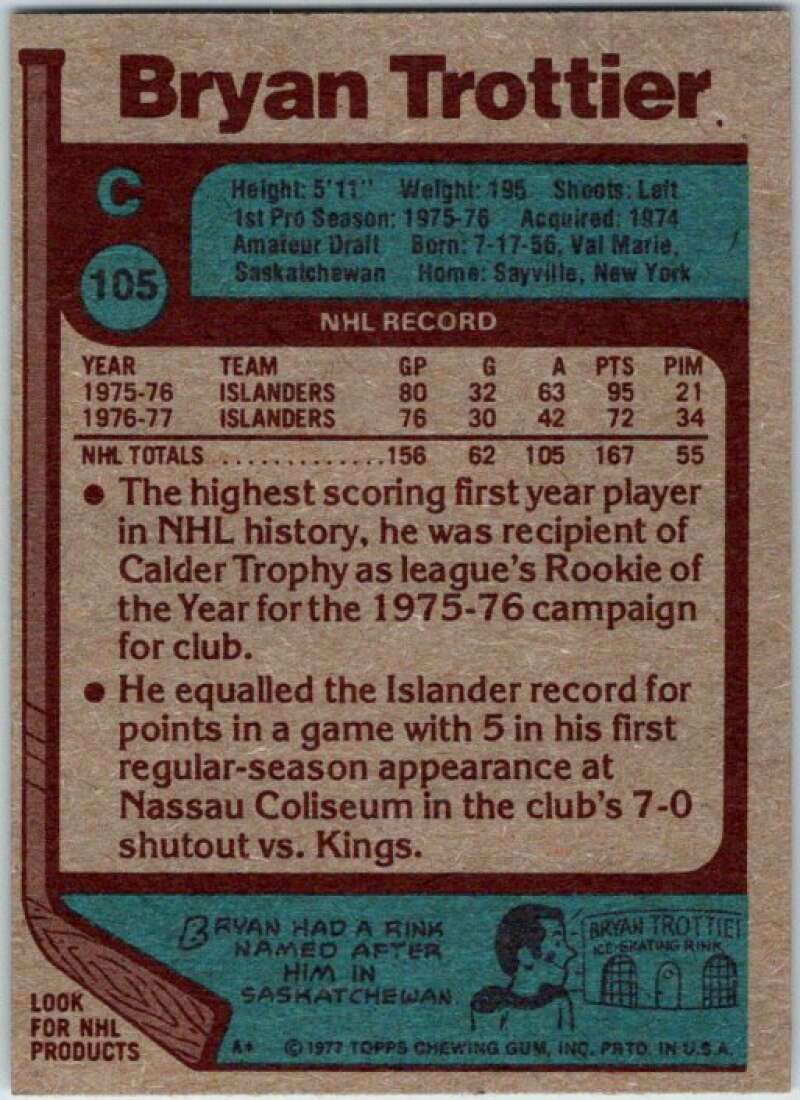 Bryan Trottier
C
105
Height: 5'11" Weight: 195 Shoots: Left
1st Pro Season: 1975-76 Acquired: 1974
Amateur Draft Born: 7-17-56, Val Marie,
Saskatchewan Home: Sayville, New York
NHL RECORD
YEAR TEAM GP G A PTS PIM
1975-76 ISLANDERS 80 32 63 95 21
1976-77 ISLANDERS 76 30 42 72 34
NHL TOTALS .............156 62 105 167 55
● The highest scoring first year player
in NHL history, he was recipient of
Calder Trophy as league's Rookie of
the Year for the 1975-76 campaign
for club.
● He equalled the Islander record for
points in a game with 5 in his first
regular-season appearance at
Nassau Coliseum in the club's 7-0
shutout vs. Kings.
BRYAN HAD A RINK
NAMED AFTER
HIM IN
SASKATCHEWAN
BRYAN TROTTIER
ICE-SKATING RINK
LOOK
FOR NHL
PRODUCTS
A* © 1977 TOPPS CHEWING GUM, INC. PRTD. IN U.S.A.